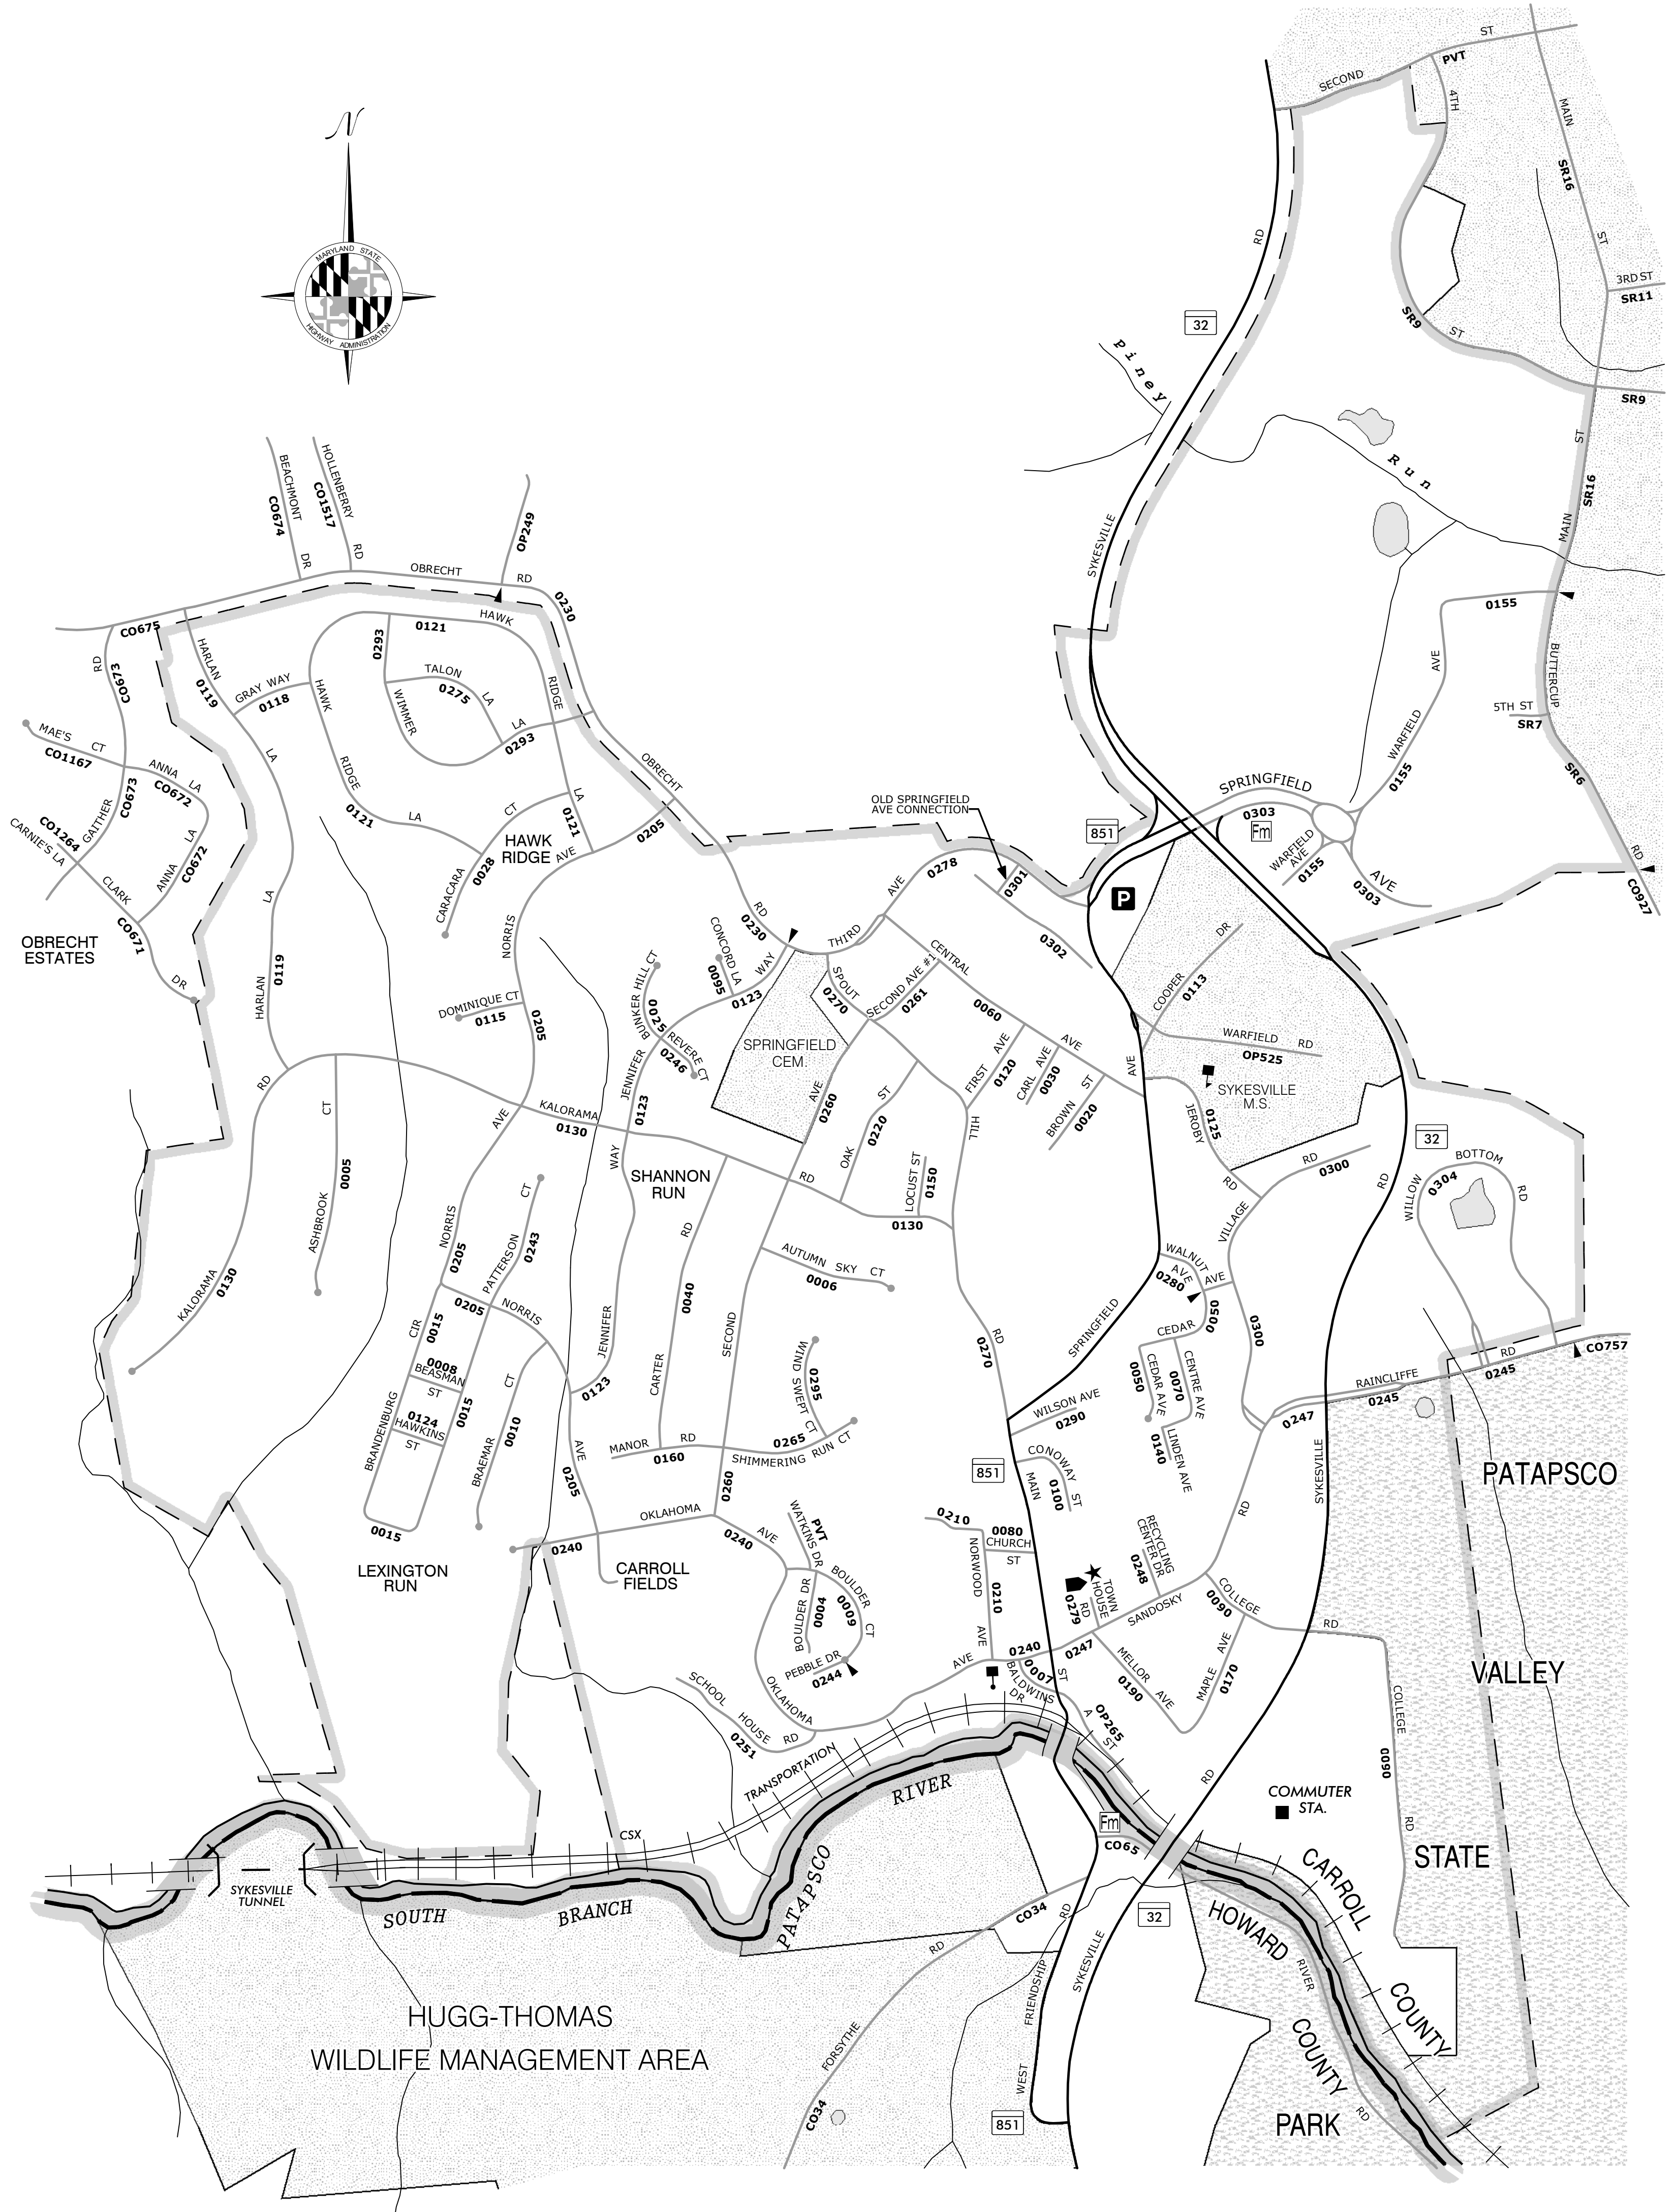 ST
SECOND
PVT
4TH
MAIN
SR16
ST
3RD ST
SR11
RD
N
MARYLAND STATE
HIGHWAY ADMINISTRATION
32
SR9
ST
SR9
Piney
Run
ST
SR16
MAIN
SYKESVILLE
BEACHMONT
CO674
DR
HOLLENBERRY
CO1517
RD
OP249
OBRECHT
RD
0230
CO675
RD
CO673
HARLAN
0119
GRAY WAY
0118
0121
HAWK
0293
TALON
0275
LA
WIMMER
LA
0293
RIDGE
HAWK
RIDGE
0121
LA
LA
0121
CT
0028
CARACARA
HAWK
RIDGE
AVE
0205
OBRECHT
MAE'S
CT
CO1167
ANNA
LA
CO672
CO673
GAITHER
CO1264
CARNIE'S LA
CLARK
CO671
DR
ANNA
LA
CO672
OBRECHT
ESTATES
LA
LA
0119
HARLAN
0155
AVE
WARFIELD
0155
BUTTERCUP
5TH ST
SR7
SR6
RD
CO927
OLD SPRINGFIELD
AVE CONNECTION
851
SPRINGFIELD
0303
Fm
WARFIELD
AVE
0155
AVE
0303
P
0278
AVE
THIRD
0301
0302
RD
0230
NORRIS
DOMINIQUE CT
0115
0205
CONCORD LA
0095
WAY
0123
BUNKER HILL CT
0025
REVERE CT
0246
JENNIFER
0123
WAY
SPRINGFIELD
CEM.
SPOUT
0270
SECOND AVE #1
0261
CENTRAL
0060
AVE
AVE
0260
OAK
ST
0220
FIRST
AVE
0120
CARL AVE
0030
BROWN
ST
0020
HILL
LOCUST ST
0150
COOPER
DR
0113
WARFIELD
RD
OP525
SYKESVILLE
M.S.
AVE
JEROBY
0125
RD
RD
0300
VILLAGE
RD
32
WILLOW
0304
BOTTOM
RD
RD
KALORAMA
0130
RD
0130
AVE
CT
0005
ASHBROOK
KALORAMA
0130
NORRIS
0205
PATTERSON
CT
0243
SHANNON
RUN
AUTUMN SKY CT
0006
RD
0040
CARTER
SECOND
0205
NORRIS
CIR
0015
0008
BEASMAN
ST
0124
HAWKINS
ST
0015
BRANDENBURG
0015
CT
0010
BRAEMAR
JENNIFER
0123
AVE
0205
WIND SWEPT CT
0295
MANOR
RD
0160
0265
SHIMMERING RUN CT
0260
RD
0270
SPRINGFIELD
WALNUT
AVE
0280
AVE
0050
CEDAR
0050
CEDAR AVE
CENTRE AVE
0070
0140
LINDEN AVE
0300
WILSON AVE
0290
CONOWAY
ST
0100
MAIN
851
0247
RAINCLIFFE
0245
RD
0245
CO757
SYKESVILLE
PATAPSCO
VALLEY
STATE
LEXINGTON
RUN
OKLAHOMA
0240
0240
AVE
CARROLL
FIELDS
PVT
WATKINS DR
BOULDER DR
0004
BOULDER
CT
0009
PEBBLE DR
0244
OKLAHOMA
0210
0080
CHURCH
ST
NORWOOD
0210
AVE
AVE
0240
0247
TOWN
HOUSE
RD
0279
RECYCLING
CENTER DR
0248
SANDOSKY
RD
COLLEGE
0090
RD
MAPLE
AVE
0170
MELLOR
AVE
0190
BALDWINS
DR
0007
ST
A
ST
OP265
SCHOOL
HOUSE
RD
0251
TRANSPORTATION
CSX
RIVER
PATAPSCO
SOUTH
BRANCH
SYKESVILLE
TUNNEL
COLLEGE
0090
RD
RD
COMMUTER
STA.
Fm
CO65
CARROLL
COUNTY
HOWARD
COUNTY
RIVER
RD
PARK
32
CO34
RD
FORSYTHE
CO34
RD
FRIENDSHIP
WEST
SYKESVILLE
851
HUGG-THOMAS
WILDLIFE MANAGEMENT AREA